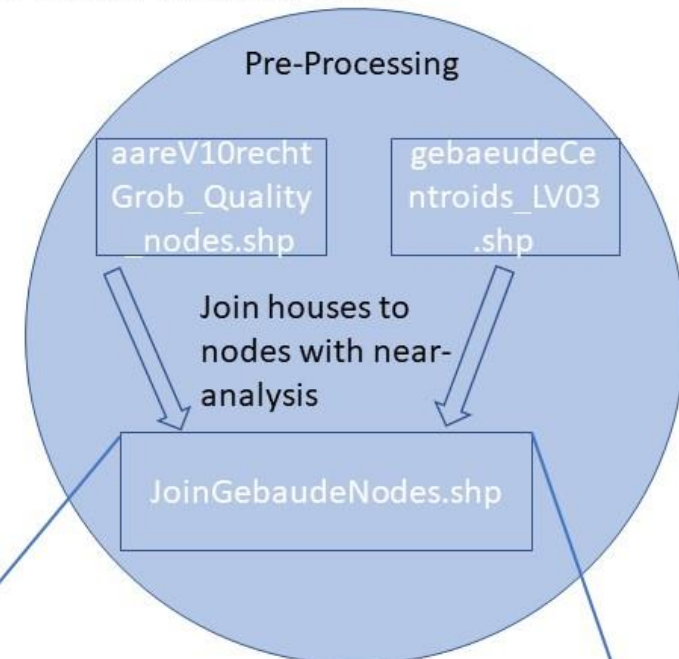 Pre-Processing
aareV10recht
Grob_Quality
_nodes.shp
gebaeudeCe
ntroids_LV03
.shp
Join houses to
nodes with near-
analysis
JoinGebaudeNodes.shp